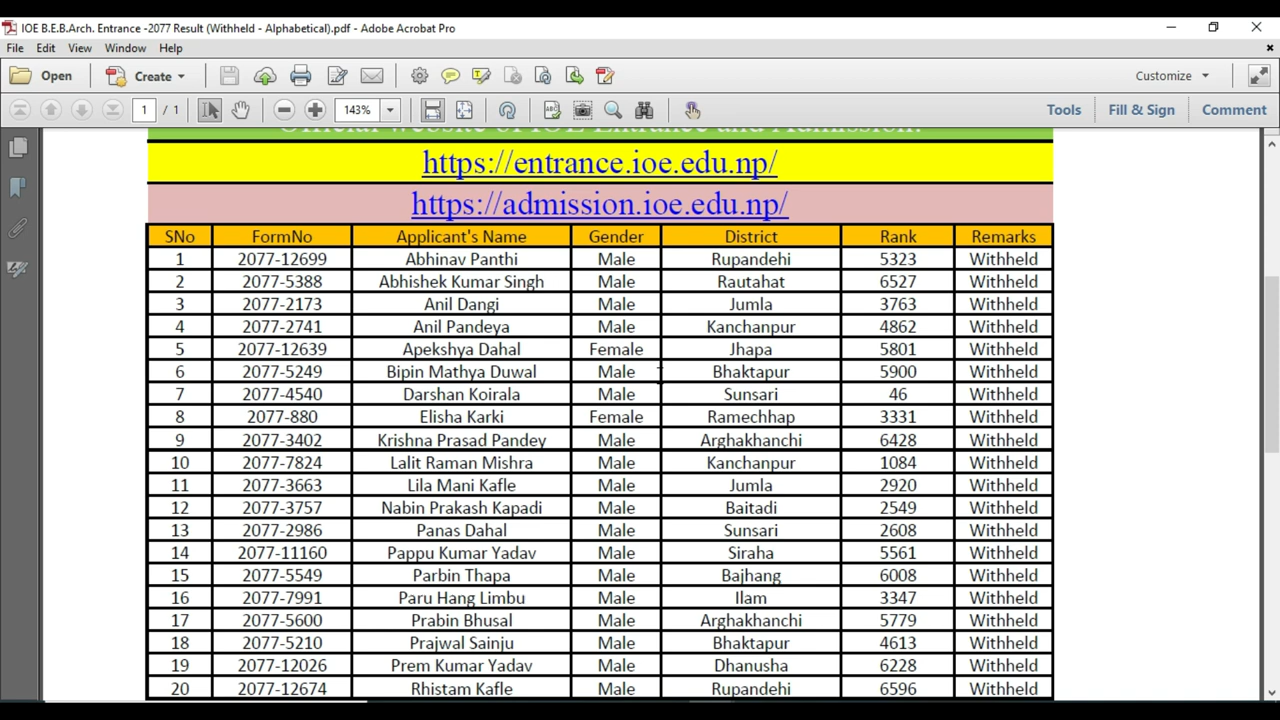 IOE B.E.B.Arch. Entrance -2077 Result (Withheld - Alphabetical).pdf - Adobe Acrobat Pro
File Edit View Window Help
Open Create Customize
1 / 1 143% Tools Fill & Sign Comment
Official Website of IOE Entrance and Admission:
https://entrance.ioe.edu.np/
https://admission.ioe.edu.np/
SNo FormNo Applicant's Name Gender District Rank Remarks
1 2077-12699 Abhinav Panthi Male Rupandehi 5323 Withheld
2 2077-5388 Abhishek Kumar Singh Male Rautahat 6527 Withheld
3 2077-2173 Anil Dangi Male Jumla 3763 Withheld
4 2077-2741 Anil Pandeya Male Kanchanpur 4862 Withheld
5 2077-12639 Apekshya Dahal Female Jhapa 5801 Withheld
6 2077-5249 Bipin Mathya Duwal Male Bhaktapur 5900 Withheld
7 2077-4540 Darshan Koirala Male Sunsari 46 Withheld
8 2077-880 Elisha Karki Female Ramechhap 3331 Withheld
9 2077-3402 Krishna Prasad Pandey Male Arghakhanchi 6428 Withheld
10 2077-7824 Lalit Raman Mishra Male Kanchanpur 1084 Withheld
11 2077-3663 Lila Mani Kafle Male Jumla 2920 Withheld
12 2077-3757 Nabin Prakash Kapadi Male Baitadi 2549 Withheld
13 2077-2986 Panas Dahal Male Sunsari 2608 Withheld
14 2077-11160 Pappu Kumar Yadav Male Siraha 5561 Withheld
15 2077-5549 Parbin Thapa Male Bajhang 6008 Withheld
16 2077-7991 Paru Hang Limbu Male Ilam 3347 Withheld
17 2077-5600 Prabin Bhusal Male Arghakhanchi 5779 Withheld
18 2077-5210 Prajwal Sainju Male Bhaktapur 4613 Withheld
19 2077-12026 Prem Kumar Yadav Male Dhanusha 6228 Withheld
20 2077-12674 Rhistam Kafle Male Rupandehi 6596 Withheld